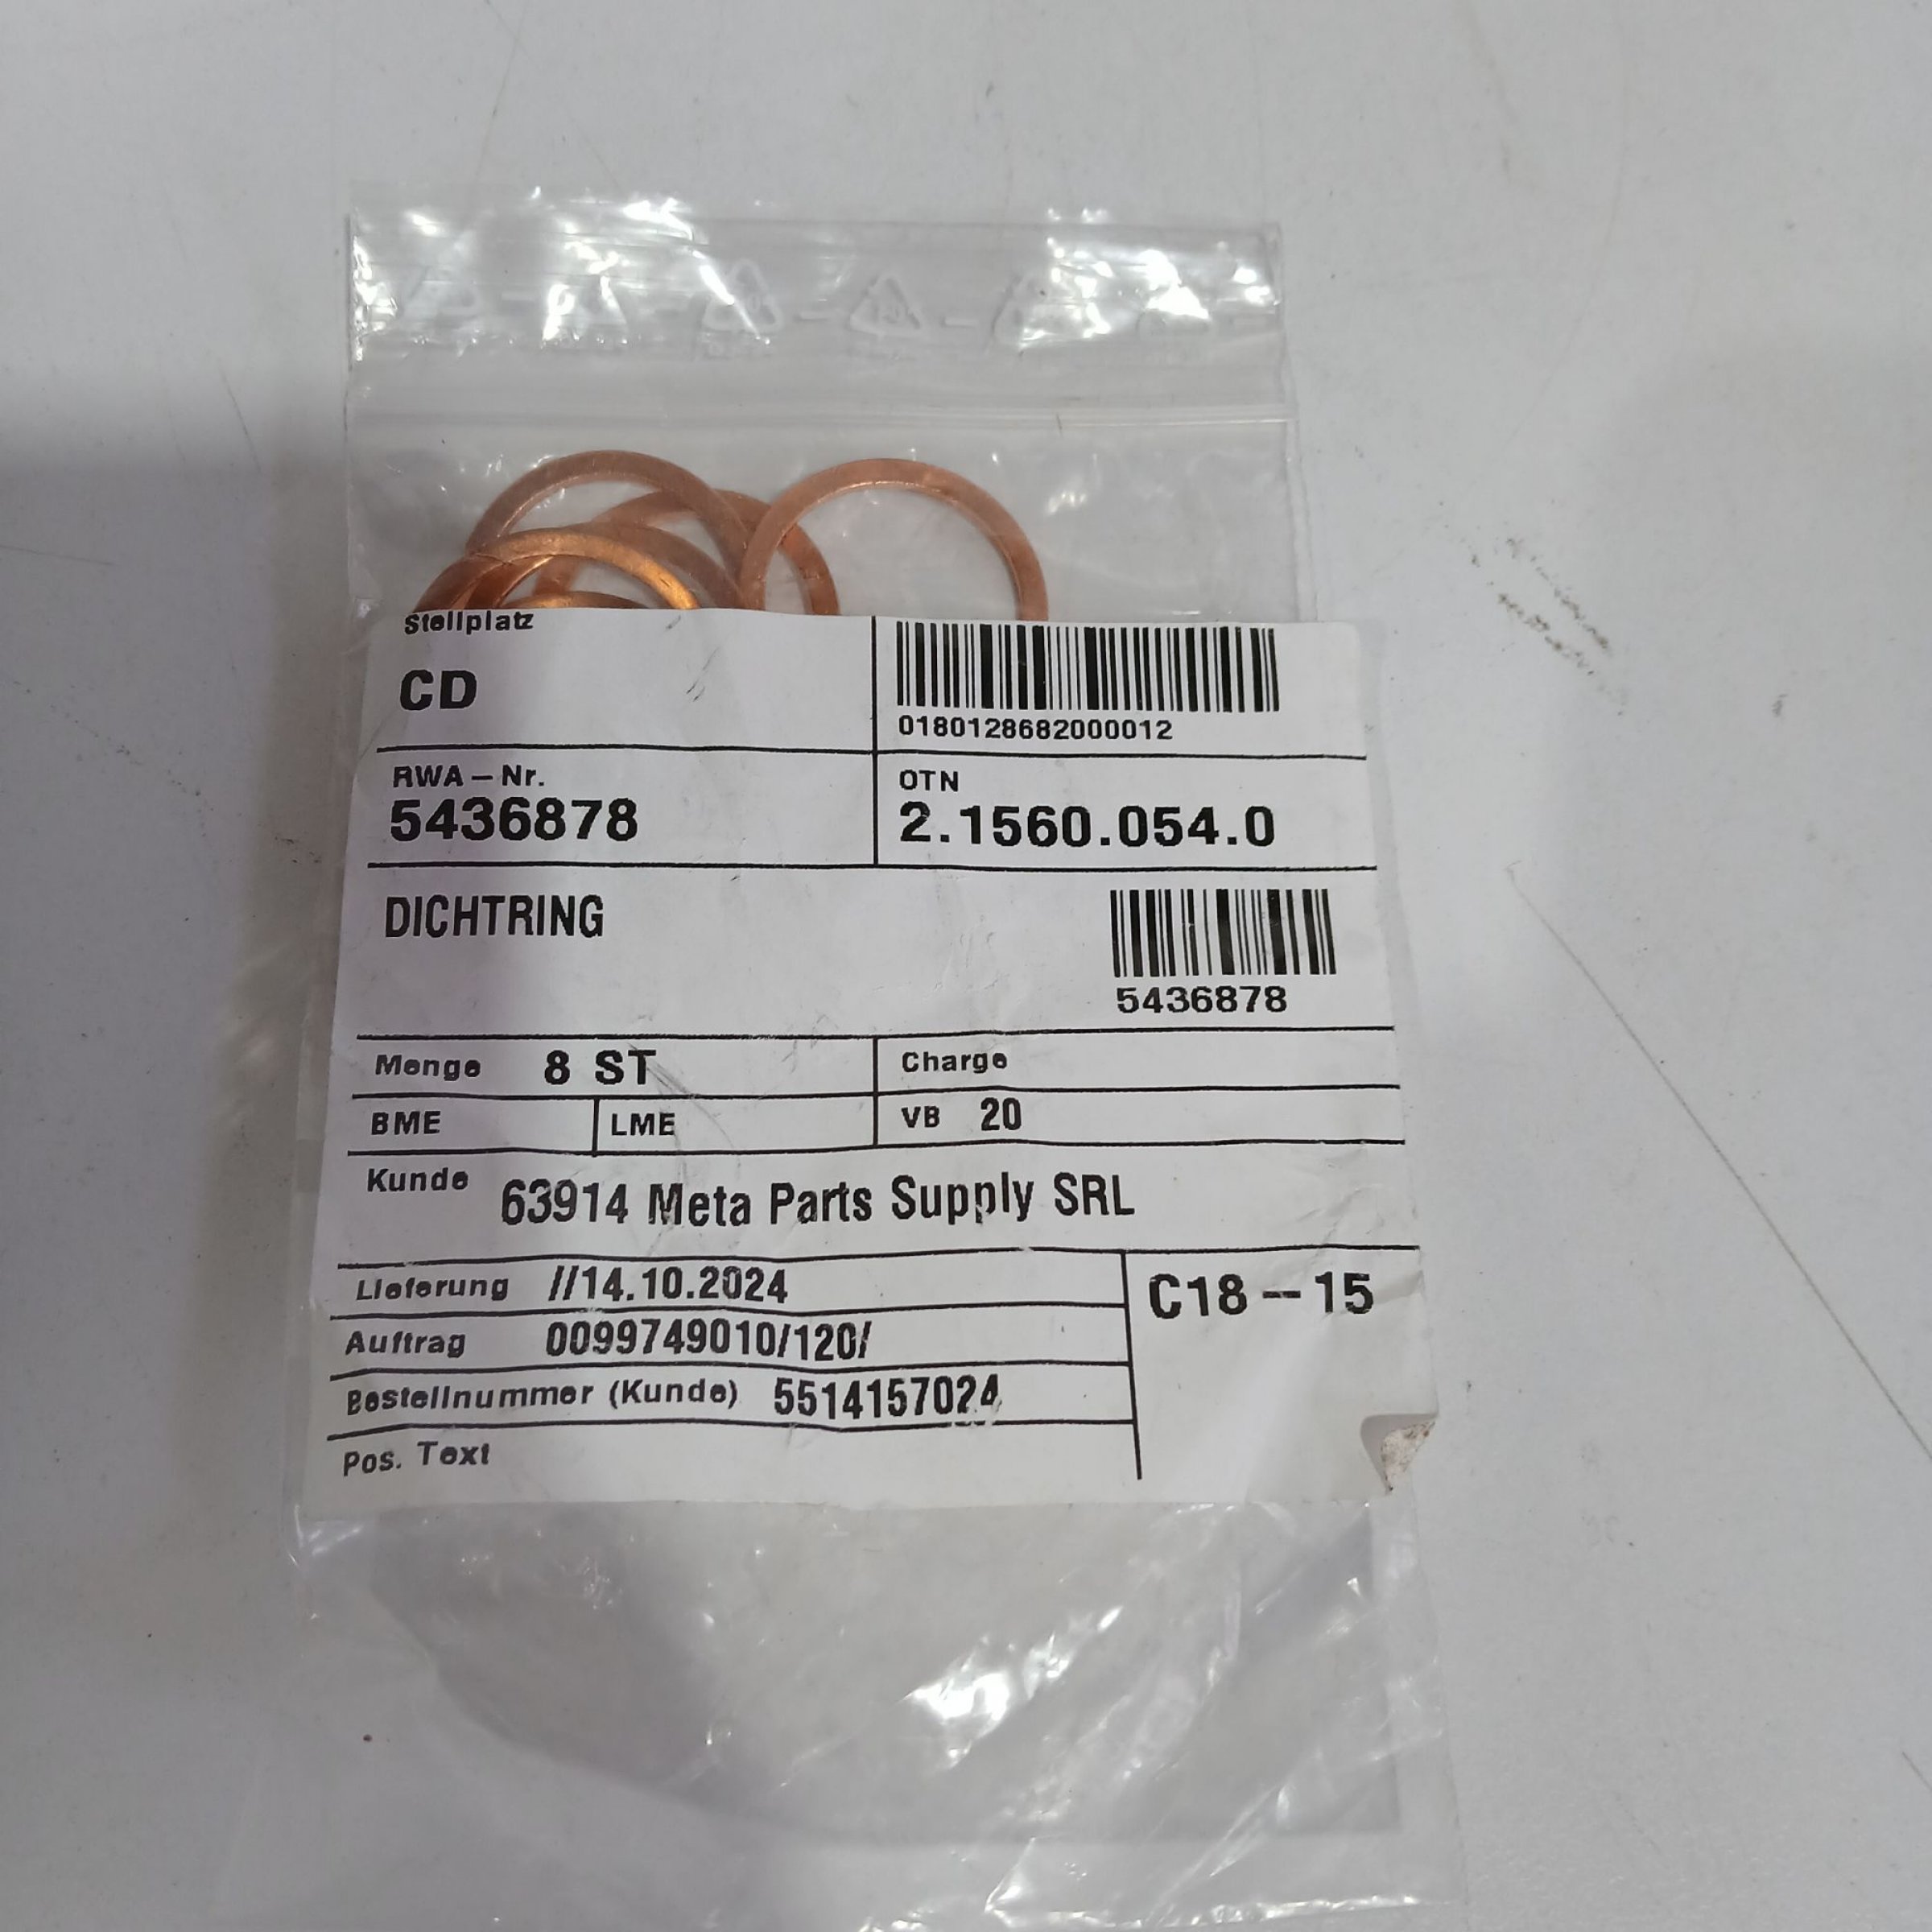 Stellplatz
CD
0180128682000012
RWA-Nr.
5436878
OTN
2.1560.054.0
DICHTRING
5436878
Menge 8 ST
Charge
BME
LME
VB 20
Kunde 63914 Meta Parts Supply SRL
Lieferung //14.10.2024
C18-15
Auftrag 0099749010/120/
Bestellnummer (Kunde) 5514157024
Pos. Text